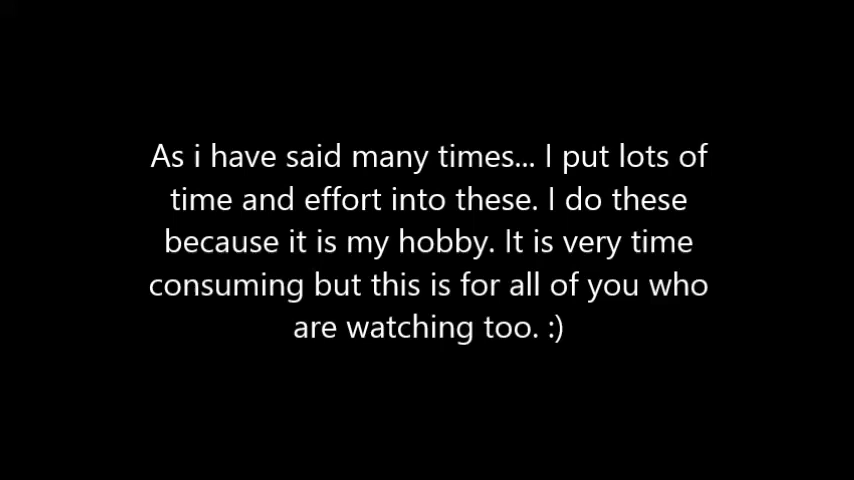 As i have said many times... I put lots of
time and effort into these. I do these
because it is my hobby. It is very time
consuming but this is for all of you who
are watching too. :)